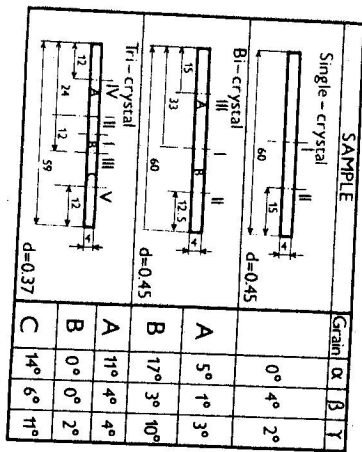 SAMPLE Grain α β γ
Single-crystal
I II
4
15
60
d=0.45
0° 4° 2°
Bi-crystal
III I II
A B
4
15 12.5
33
60
d=0.45
A 5° 1° 3°
B 17° 3° 10°
Tri-crystal
IV I III V
A B C
4
12 12
24 12
59
d=0.37
A 11° 4° 4°
B 0° 0° 2°
C 14° 6° 11°